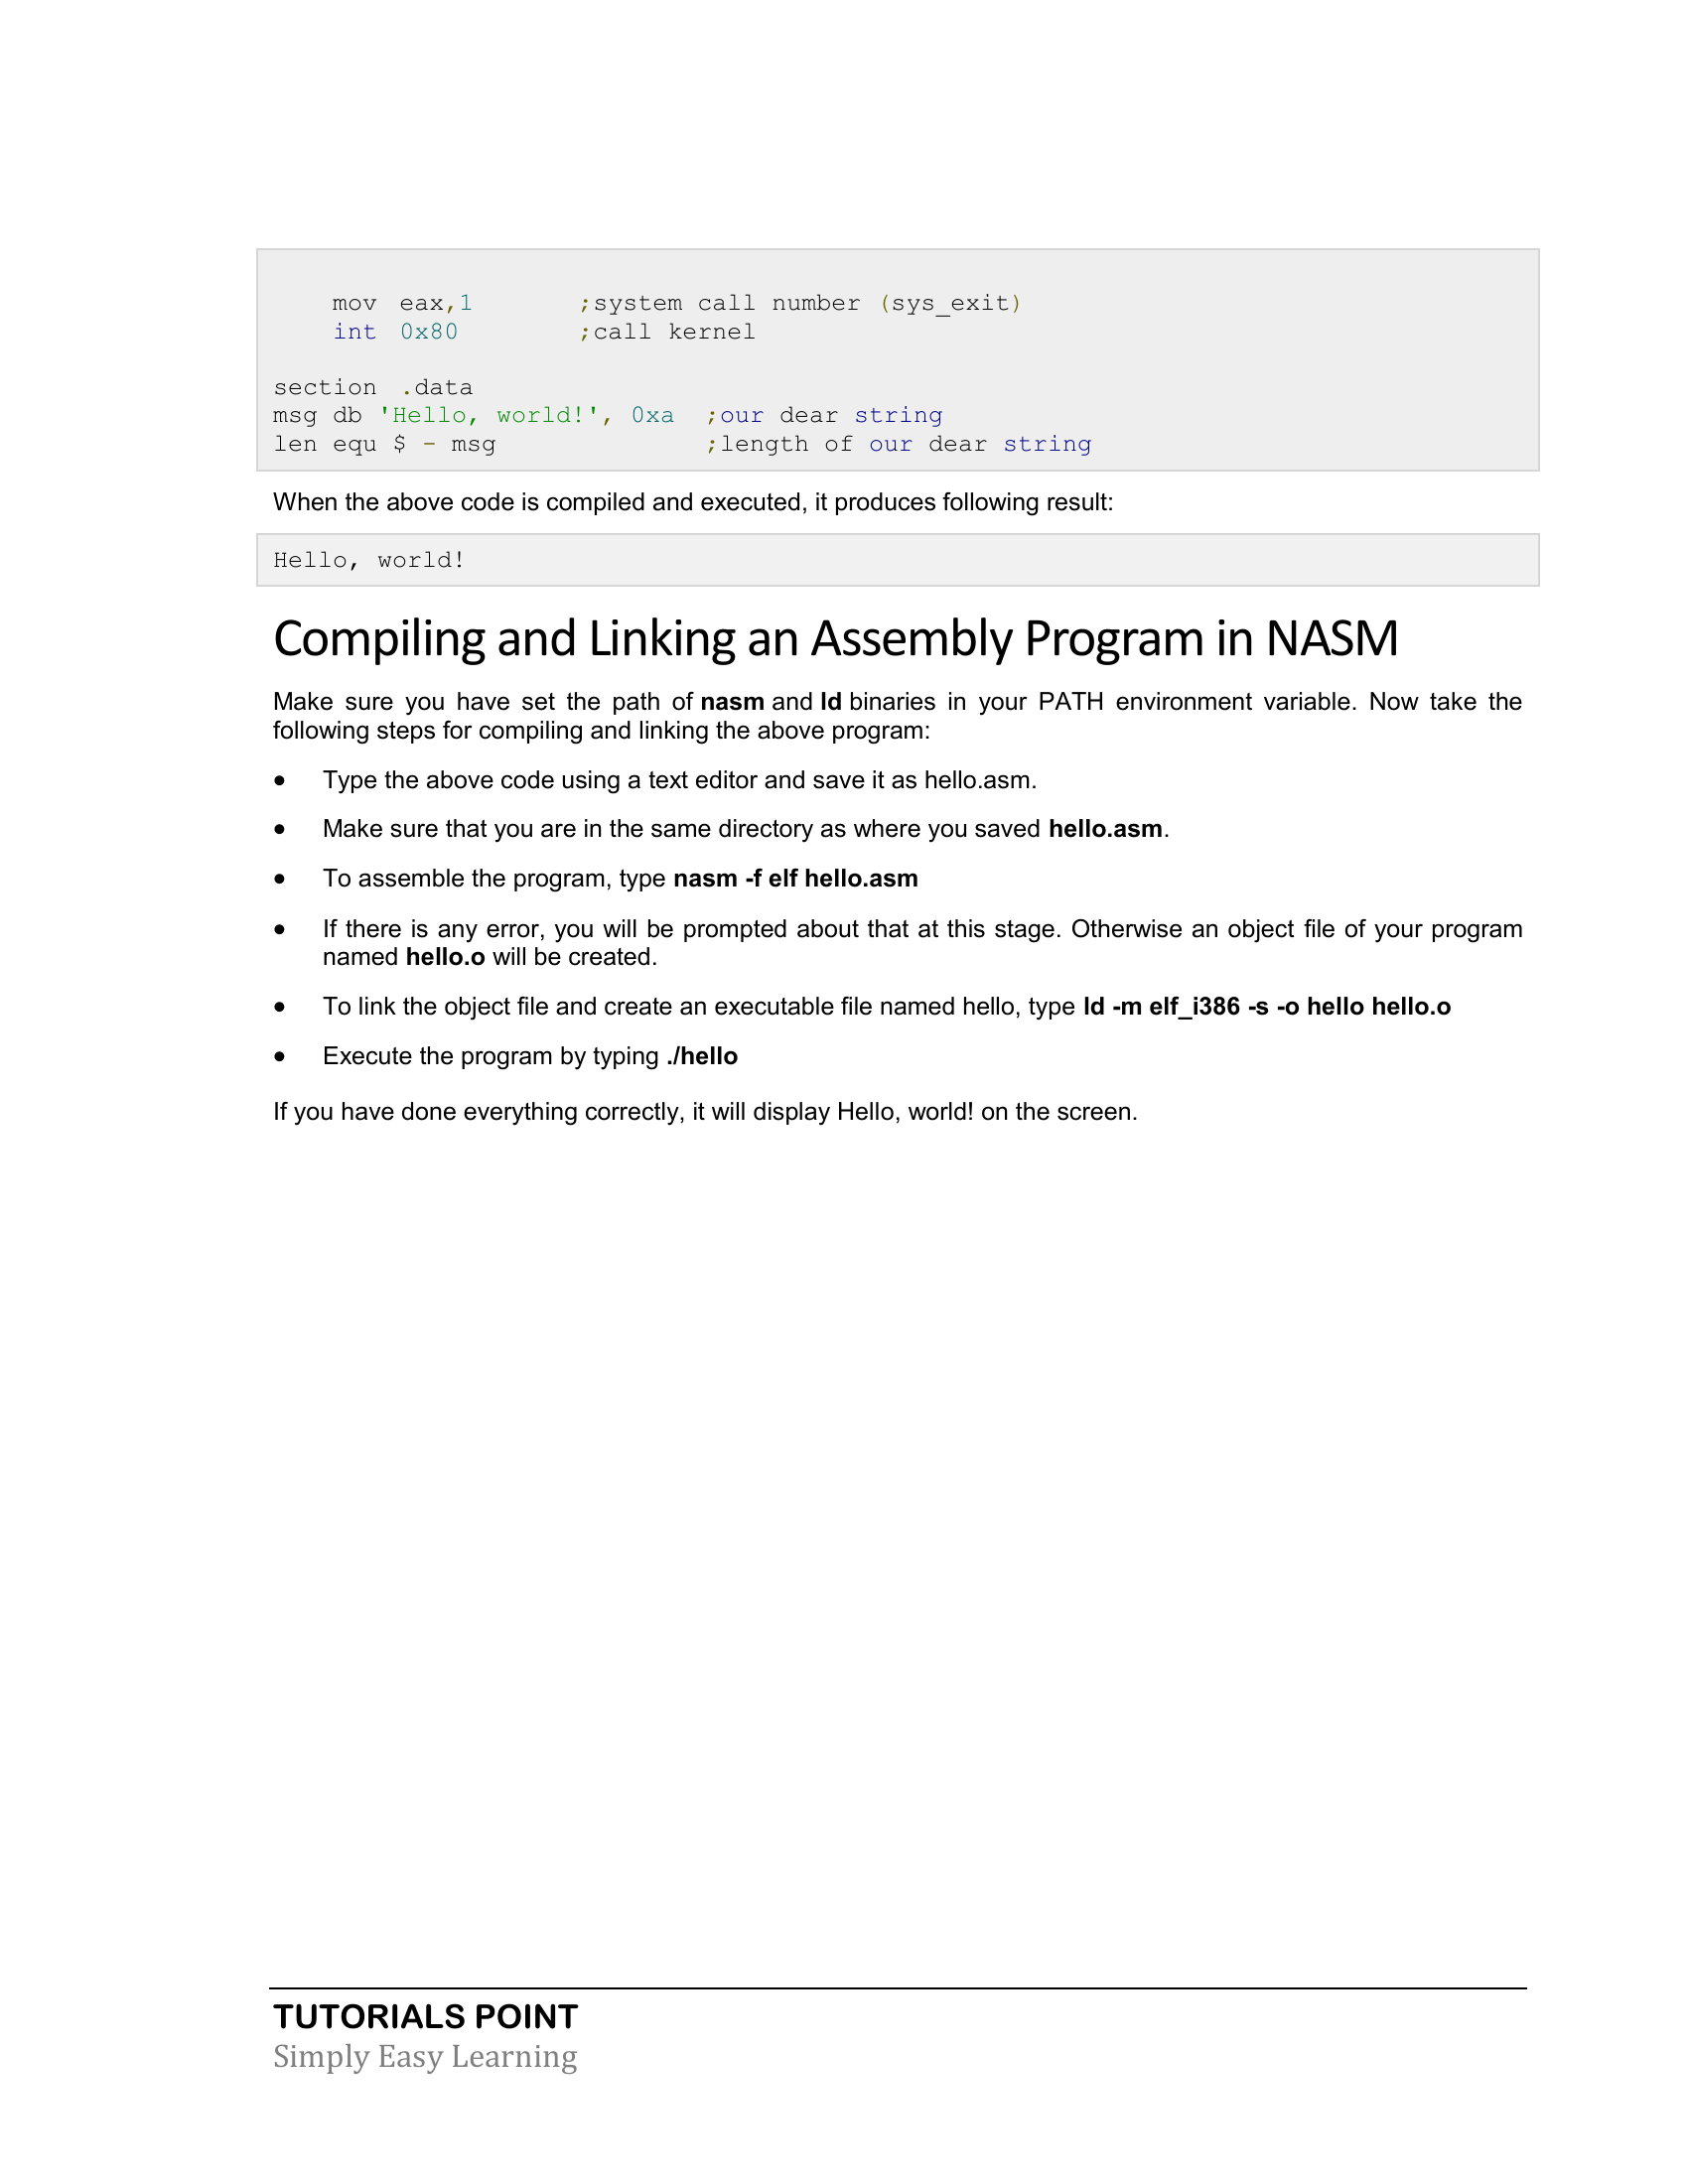 mov eax,1 ;system call number (sys_exit)
int 0x80 ;call kernel
section .data
msg db 'Hello, world!', 0xa ;our dear string
len equ $ - msg ;length of our dear string
When the above code is compiled and executed, it produces following result:
Hello, world!
Compiling and Linking an Assembly Program in NASM
Make sure you have set the path of nasm and ld binaries in your PATH environment variable. Now take the
following steps for compiling and linking the above program:
• Type the above code using a text editor and save it as hello.asm.
• Make sure that you are in the same directory as where you saved hello.asm.
• To assemble the program, type nasm -f elf hello.asm
• If there is any error, you will be prompted about that at this stage. Otherwise an object file of your program
named hello.o will be created.
• To link the object file and create an executable file named hello, type ld -m elf_i386 -s -o hello hello.o
• Execute the program by typing ./hello
If you have done everything correctly, it will display Hello, world! on the screen.
TUTORIALS POINT
Simply Easy Learning